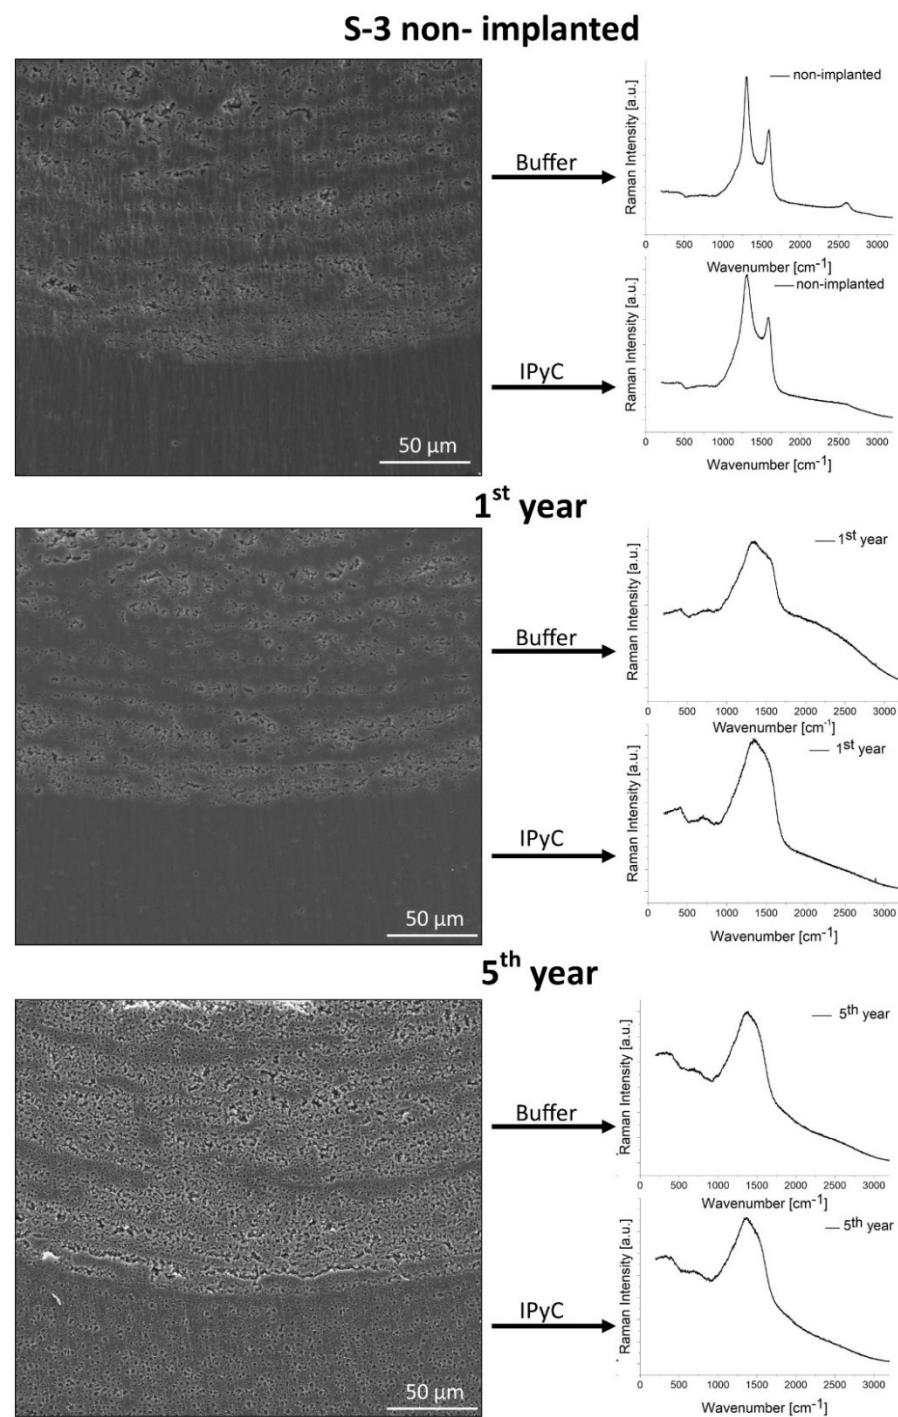 S-3 non- implanted
Buffer
Raman Intensity [a.u.]
non-implanted
0 500 1000 1500 2000 2500 3000
Wavenumber [cm-1]
IPyC
Raman Intensity [a.u.]
non-implanted
0 500 1000 1500 2000 2500 3000
Wavenumber [cm-1]
50 µm
1st year
Buffer
Raman Intensity [a.u.]
1st year
0 500 1000 1500 2000 2500 3000
Wavenumber [cm-1]
IPyC
Raman Intensity [a.u.]
1st year
0 500 1000 1500 2000 2500 3000
Wavenumber [cm-1]
50 µm
5th year
Buffer
Raman Intensity [a.u.]
5th year
0 500 1000 1500 2000 2500 3000
Wavenumber [cm-1]
IPyC
Raman Intensity [a.u.]
5th year
0 500 1000 1500 2000 2500 3000
Wavenumber [cm-1]
50 µm